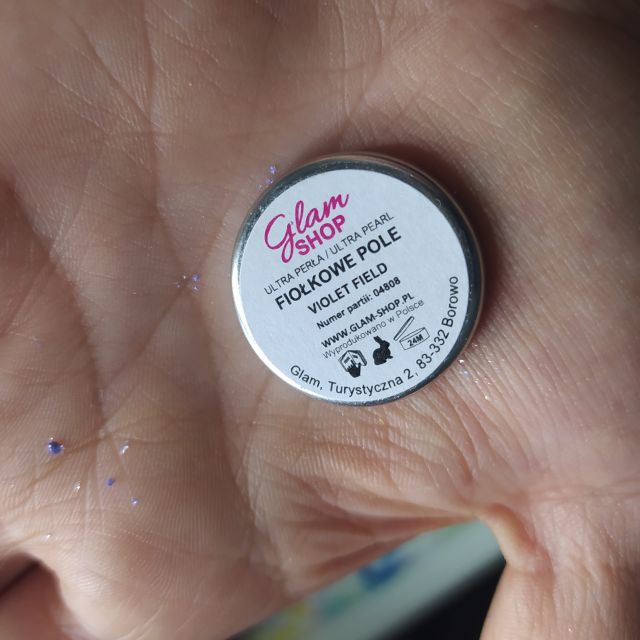 Glam
SHOP
ULTRA PERŁA / ULTRA PEARL
FIOŁKOWE POLE
VIOLET FIELD
Numer partii: 04808
WWW.GLAM-SHOP.PL
Wyprodukowano w Polsce
24M
Glam, Turystyczna 2, 83-332 Borowo